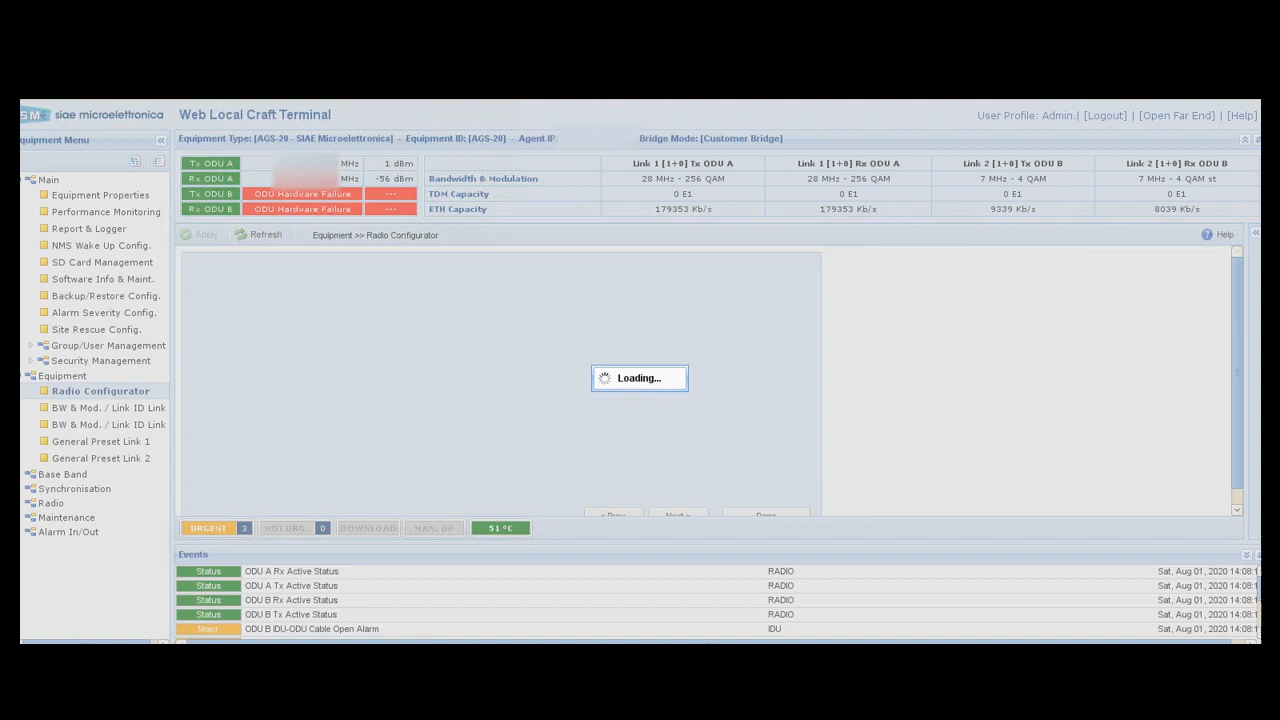 SM siae microelettronica
Web Local Craft Terminal
User Profile: Admin.| [Logout] | [Open Far End] | [Help]
quipment Menu
Equipment Type: [AGS-20 - SIAE Microelettronica] - Equipment ID: [AGS-20] - Agent IP:
Bridge Mode: [Customer Bridge]
Tx ODU A MHz 1 dBm
Rx ODU A MHz -56 dBm
Tx ODU B ODU Hardware Failure ---
Rx ODU B ODU Hardware Failure ---
Link 1 [1+0] Tx ODU A Link 1 [1+0] Rx ODU A Link 2 [1+0] Tx ODU B Link 2 [1+0] Rx ODU B
Bandwidth & Modulation 28 MHz - 256 QAM 28 MHz - 256 QAM 7 MHz - 4 QAM 7 MHz - 4 QAM st
TDM Capacity 0 E1 0 E1 0 E1 0 E1
ETH Capacity 179353 Kb/s 179353 Kb/s 9339 Kb/s 8039 Kb/s
Apply Refresh Equipment >> Radio Configurator Help
Main
Equipment Properties
Performance Monitoring
Report & Logger
NMS Wake Up Config.
SD Card Management
Software Info & Maint.
Backup/Restore Config.
Alarm Severity Config.
Site Rescue Config.
Group/User Management
Security Management
Equipment
Radio Configurator
BW & Mod. / Link ID Link
BW & Mod. / Link ID Link
General Preset Link 1
General Preset Link 2
Base Band
Synchronisation
Radio
Maintenance
Alarm In/Out
Loading...
< Prev Next > Done
URGENT 3 NOT URG. 0 DOWNLOAD MAN. OP 51 °C
Events
Status ODU A Rx Active Status RADIO Sat, Aug 01, 2020 14:08:1
Status ODU A Tx Active Status RADIO Sat, Aug 01, 2020 14:08:1
Status ODU B Rx Active Status RADIO Sat, Aug 01, 2020 14:08:1
Status ODU B Tx Active Status RADIO Sat, Aug 01, 2020 14:08:1
Major ODU B IDU-ODU Cable Open Alarm IDU Sat, Aug 01, 2020 14:08:1